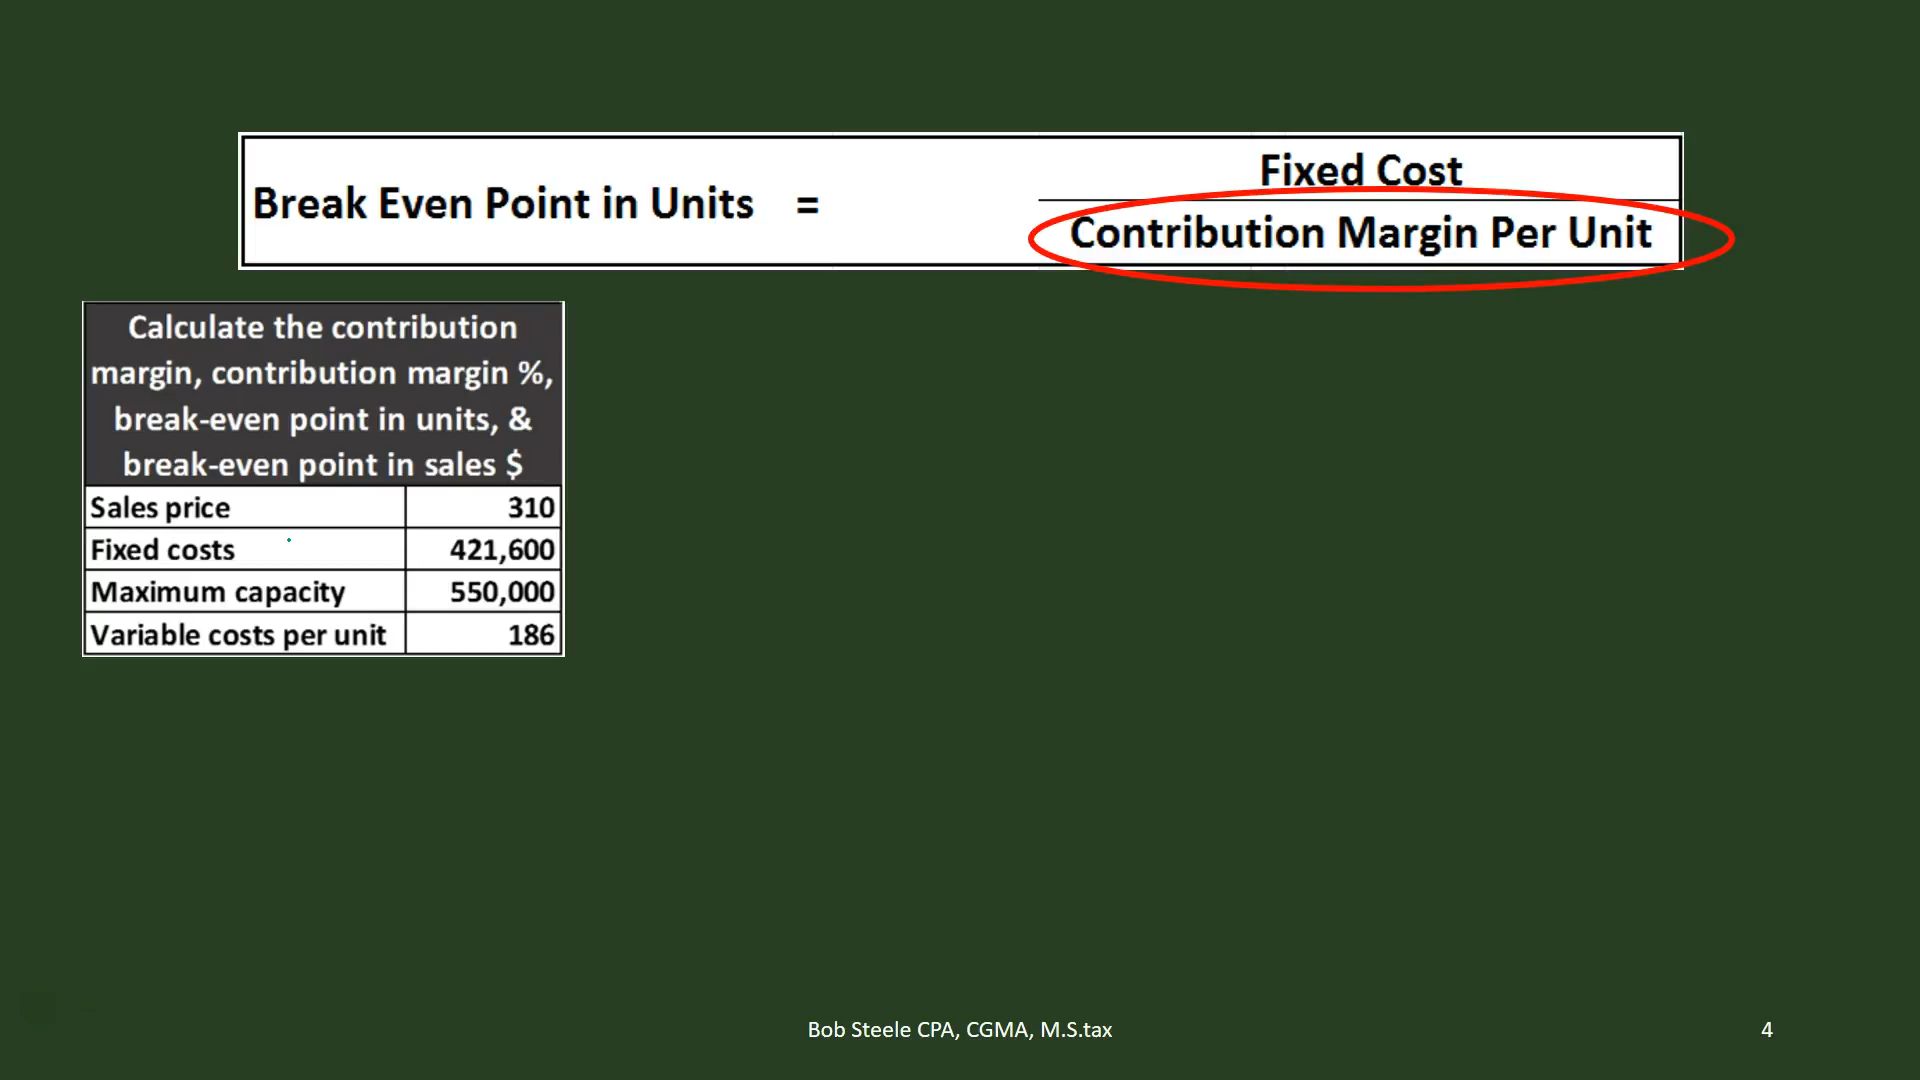 Break Even Point in Units = Fixed Cost
Contribution Margin Per Unit
Calculate the contribution
margin, contribution margin %,
break-even point in units, &
break-even point in sales $
Sales price 310
Fixed costs 421,600
Maximum capacity 550,000
Variable costs per unit 186
Bob Steele CPA, CGMA, M.S.tax 4